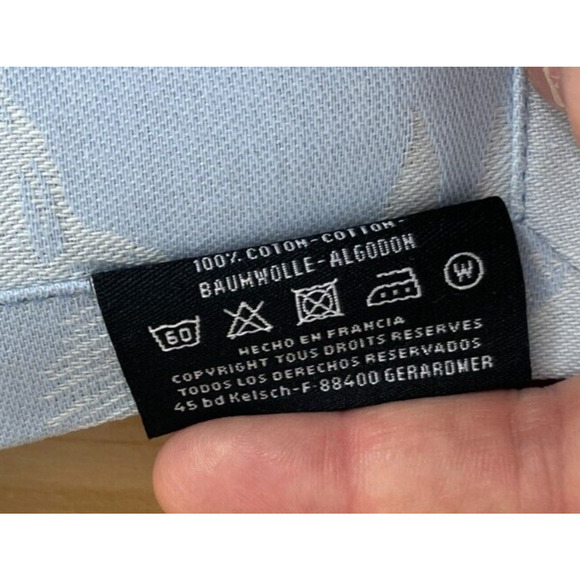 100% COTON-COTTON-
BAUMWOLLE-ALGODON
60
W
HECHO EN FRANCIA
COPYRIGHT TOUS DROITS RESERVES
TODOS LOS DERECHOS RESERVADOS
45 bd Kelsch-F-88400 GERARDMER